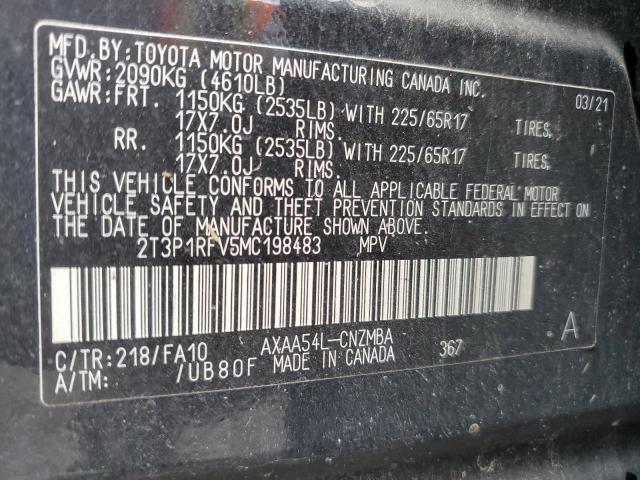 MFD.BY:TOYOTA MOTOR MANUFACTURING CANADA INC.
GVWR:2090KG (4610LB) 03/21
GAWR:FRT. 1150KG (2535LB) WITH 225/65R17 TIRES,
17X7.0J RIMS.
RR. 1150KG (2535LB) WITH 225/65R17 TIRES,
17X7.0J RIMS.
THIS VEHICLE CONFORMS TO ALL APPLICABLE FEDERAL MOTOR
VEHICLE SAFETY AND THEFT PREVENTION STANDARDS IN EFFECT ON
THE DATE OF MANUFACTURE SHOWN ABOVE.
2T3P1RFV5MC198483 MPV
C/TR:218/FA10 AXAA54L-CNZMBA 367 A
A/TM: /UB80F MADE IN CANADA